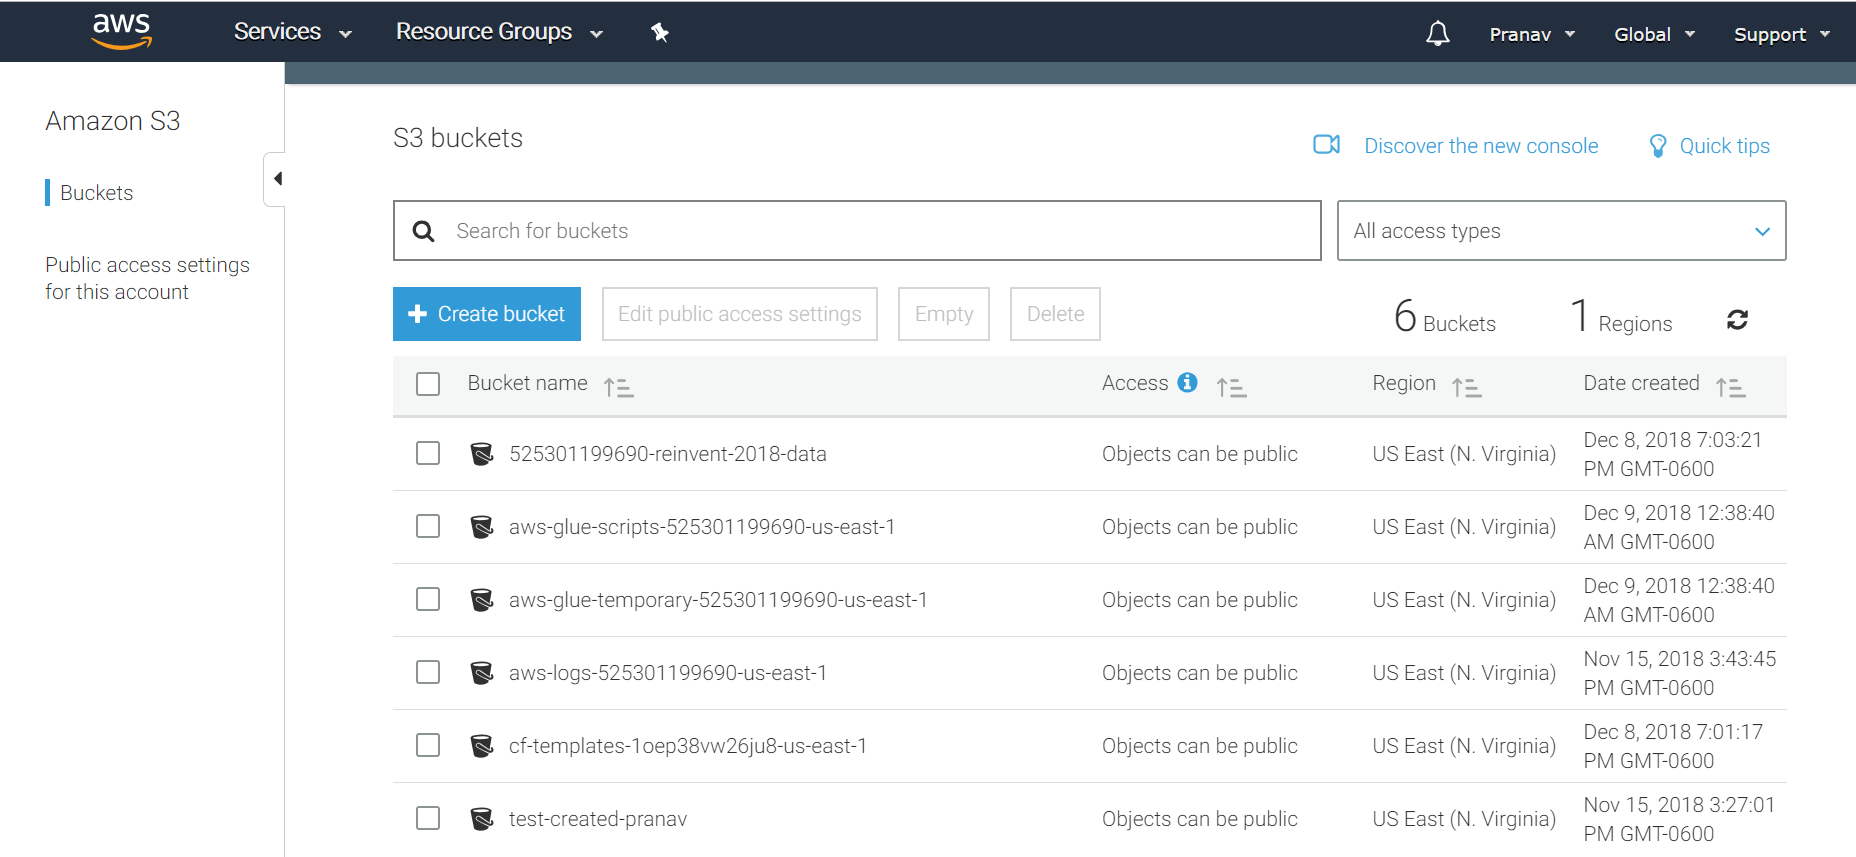 aws Services Resource Groups Pranav Global Support
Amazon S3
Buckets
Public access settings
for this account
S3 buckets
Discover the new console Quick tips
Search for buckets All access types
Create bucket Edit public access settings Empty Delete 6 Buckets 1 Regions
Bucket name Access Region Date created
525301199690-reinvent-2018-data Objects can be public US East (N. Virginia) Dec 8, 2018 7:03:21
PM GMT-0600
aws-glue-scripts-525301199690-us-east-1 Objects can be public US East (N. Virginia) Dec 9, 2018 12:38:40
AM GMT-0600
aws-glue-temporary-525301199690-us-east-1 Objects can be public US East (N. Virginia) Dec 9, 2018 12:38:40
AM GMT-0600
aws-logs-525301199690-us-east-1 Objects can be public US East (N. Virginia) Nov 15, 2018 3:43:45
PM GMT-0600
cf-templates-1oep38vw26ju8-us-east-1 Objects can be public US East (N. Virginia) Dec 8, 2018 7:01:17
PM GMT-0600
test-created-pranav Objects can be public US East (N. Virginia) Nov 15, 2018 3:27:01
PM GMT-0600